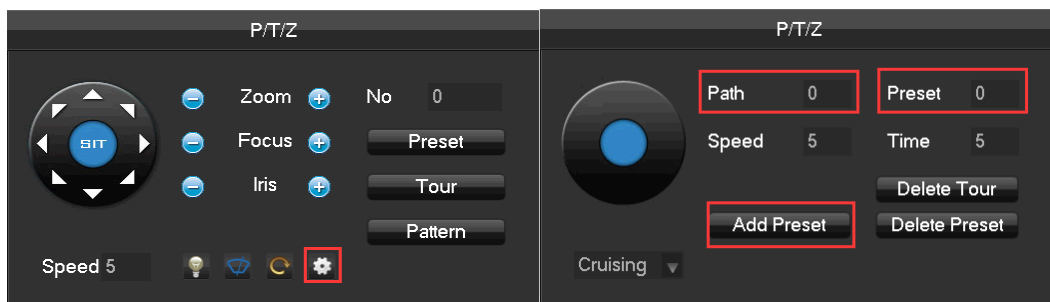 P/T/Z
Zoom
No 0
SIT
Focus
Preset
Iris
Tour
Pattern
Speed 5
P/T/Z
Path 0
Preset 0
Speed 5
Time 5
Delete Tour
Add Preset
Delete Preset
Cruising